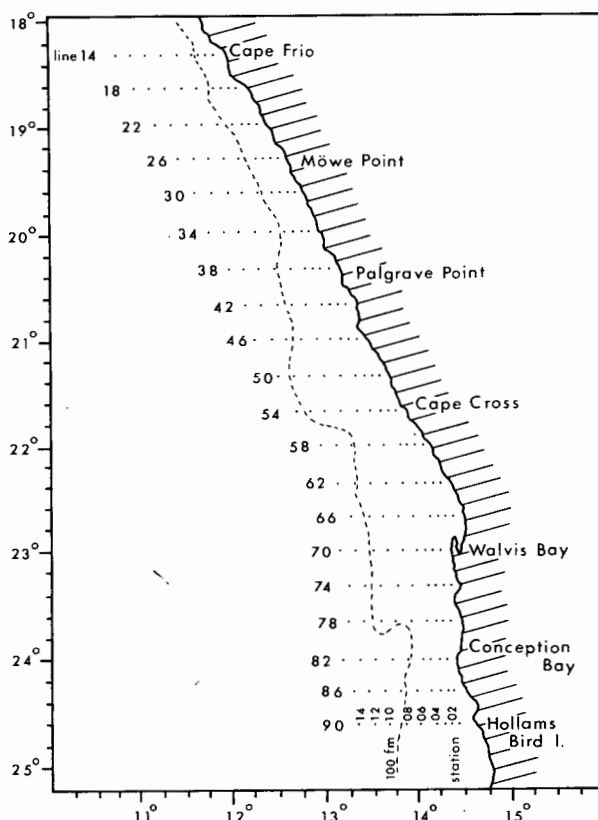 18°
Cape Frio
line 14
18
19°
22
26
Möwe Point
30
20°
34
38
Palgrave Point
42
21°
46
50
Cape Cross
54
22°
58
62
66
23°
70
Walvis Bay
74
78
Conception
Bay
24°
82
86
14 12 10 08 06 04 02
90
Hollams
Bird I.
100 fm
station
25°
11° 12° 13° 14° 15°